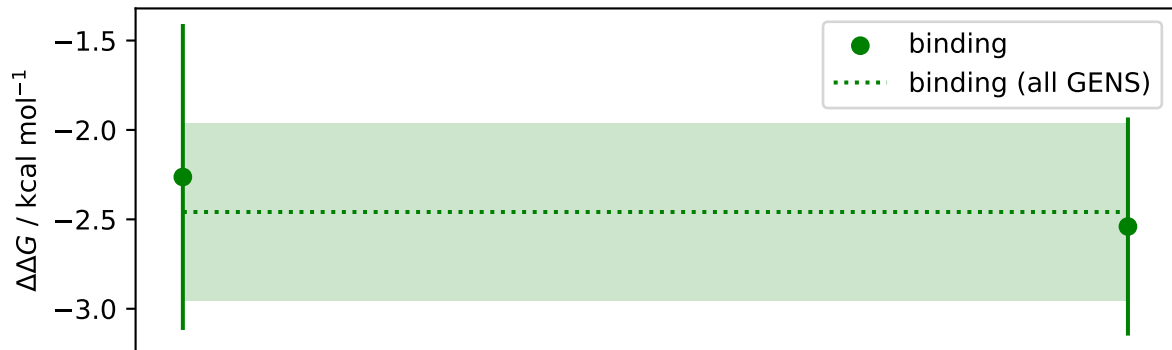 −1.5
−2.0
−2.5
−3.0
ΔΔG / kcal mol⁻¹
binding
binding (all GENS)